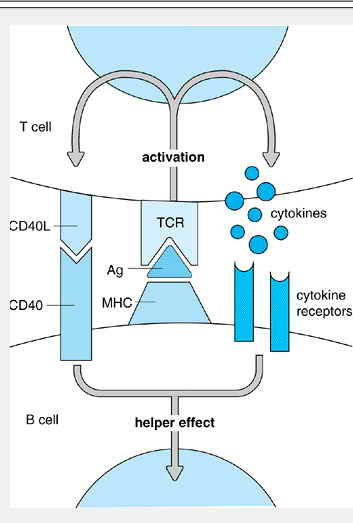 T cell
activation
CD40L
TCR
cytokines
Ag
CD40
MHC
cytokine
receptors
B cell
helper effect